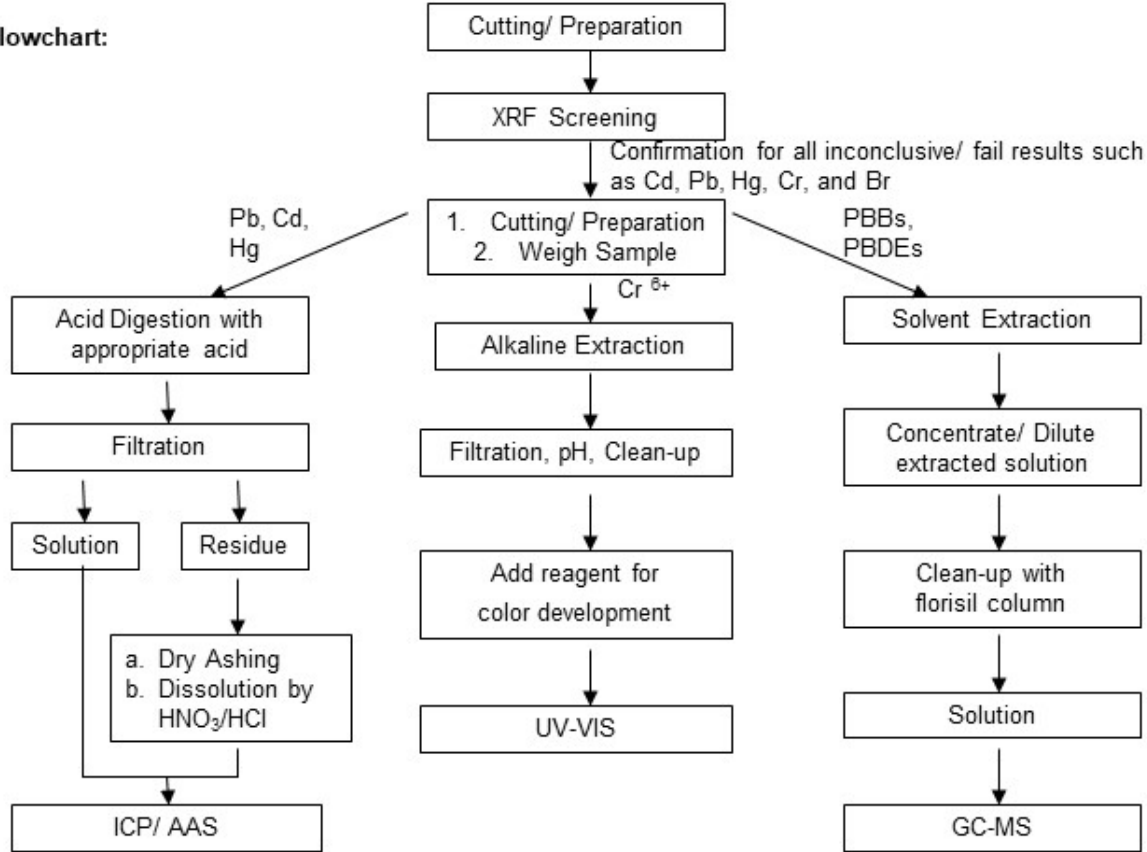 lowchart:
Cutting/ Preparation
XRF Screening
Confirmation for all inconclusive/ fail results such
as Cd, Pb, Hg, Cr, and Br
Pb, Cd,
Hg
1. Cutting/ Preparation
2. Weigh Sample
PBBs,
PBDEs
Cr 6+
Acid Digestion with
appropriate acid
Filtration
Solution
Residue
a. Dry Ashing
b. Dissolution by
HNO3/HCl
ICP/ AAS
Alkaline Extraction
Filtration, pH, Clean-up
Add reagent for
color development
UV-VIS
Solvent Extraction
Concentrate/ Dilute
extracted solution
Clean-up with
florisil column
Solution
GC-MS